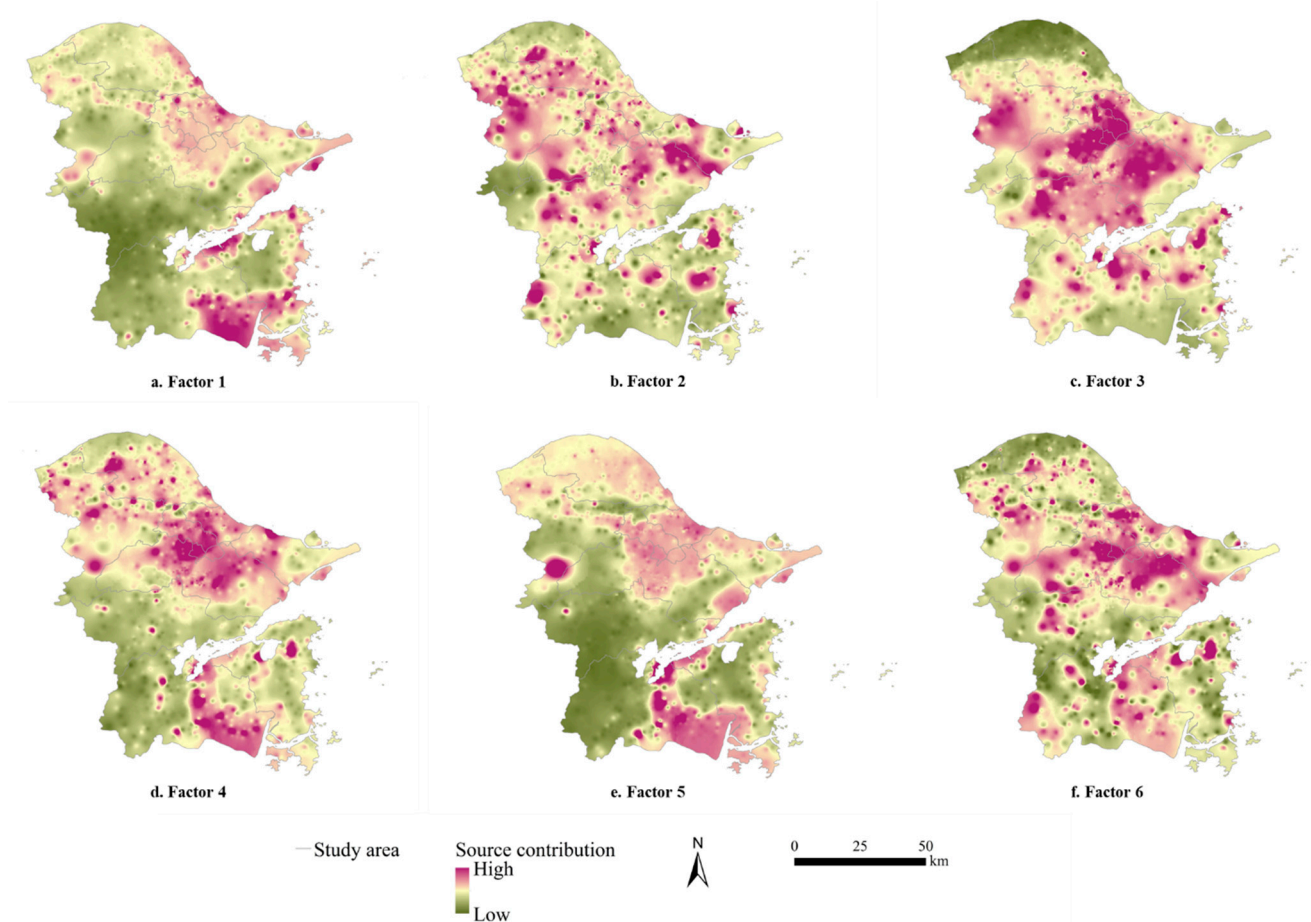 a. Factor 1
b. Factor 2
c. Factor 3
d. Factor 4
e. Factor 5
f. Factor 6
Study area
Source contribution
High
Low
N
0 25 50
km